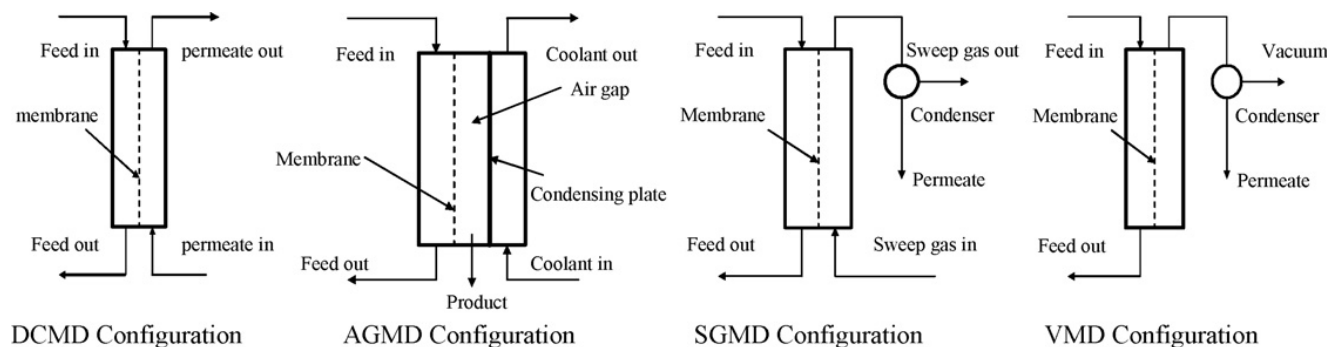 Feed in
permeate out
membrane
Feed out
permeate in
DCMD Configuration
Feed in
Coolant out
Air gap
Membrane
Condensing plate
Feed out
Coolant in
Product
AGMD Configuration
Feed in
Sweep gas out
Membrane
Condenser
Permeate
Feed out
Sweep gas in
SGMD Configuration
Feed in
Vacuum
Membrane
Condenser
Permeate
Feed out
VMD Configuration